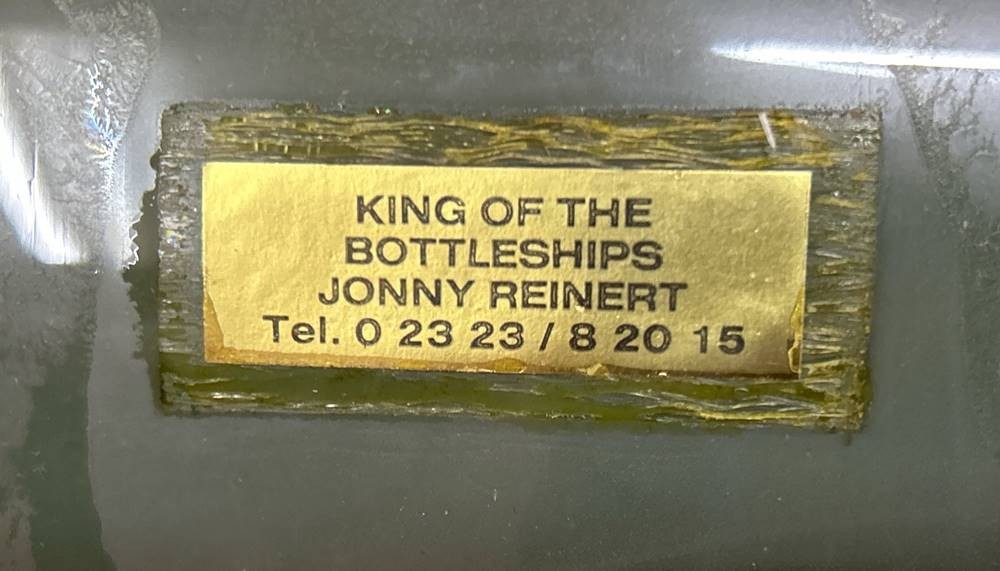 KING OF THE
BOTTLESHIPS
JONNY REINERT
Tel. 0 23 23 / 8 20 15